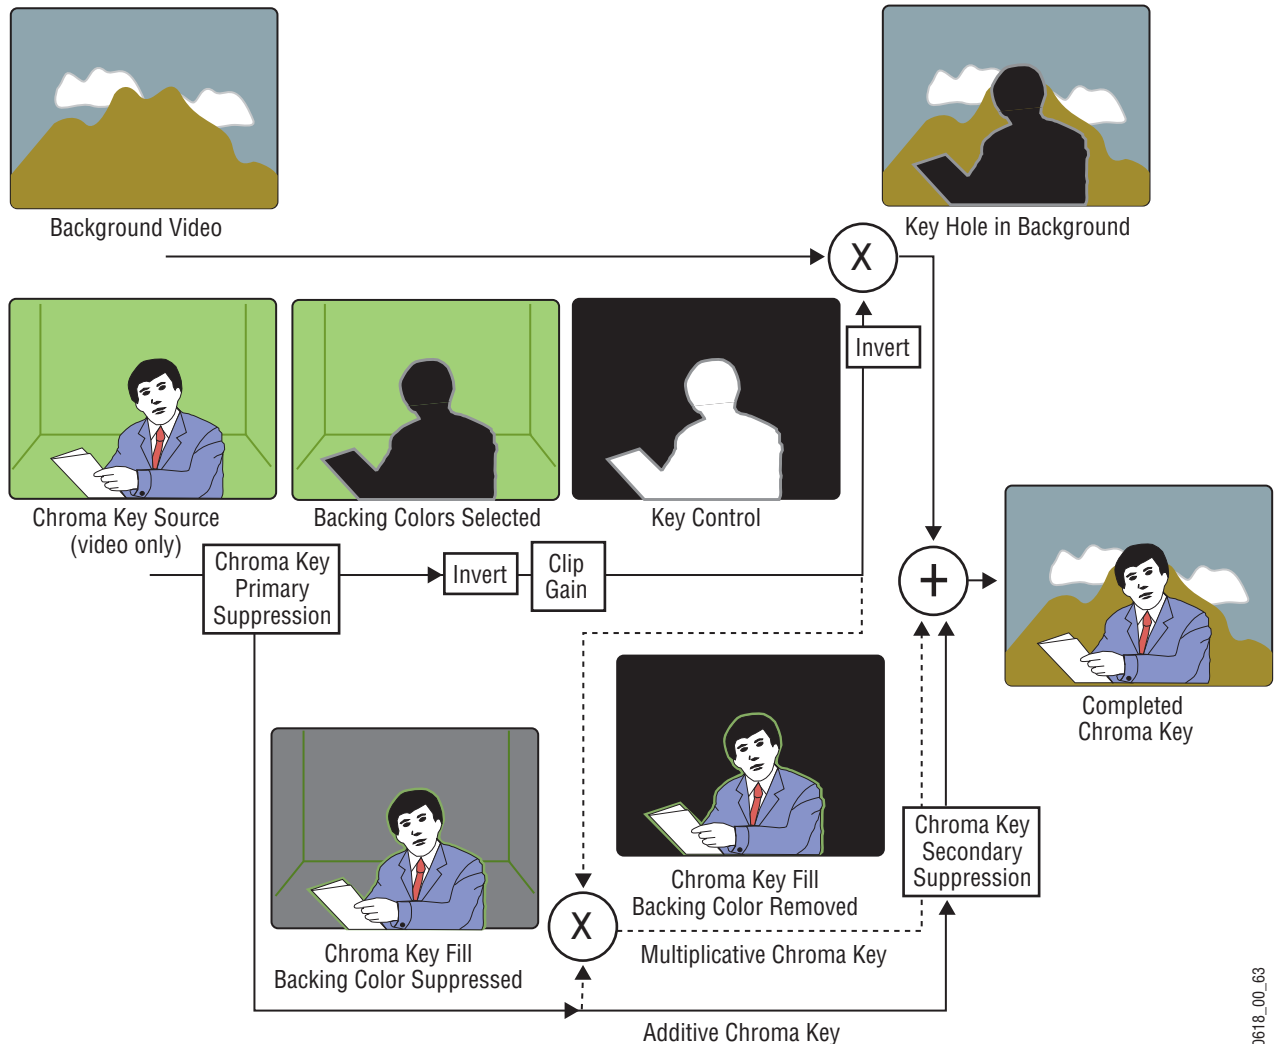 Background Video
Key Hole in Background
X
Invert
Chroma Key Source
(video only)
Backing Colors Selected
Key Control
Chroma Key
Primary
Suppression
Invert
Clip
Gain
+
Completed
Chroma Key
Chroma Key Fill
Backing Color Removed
Chroma Key
Secondary
Suppression
Chroma Key Fill
Backing Color Suppressed
X
Multiplicative Chroma Key
Additive Chroma Key
0618_00_63